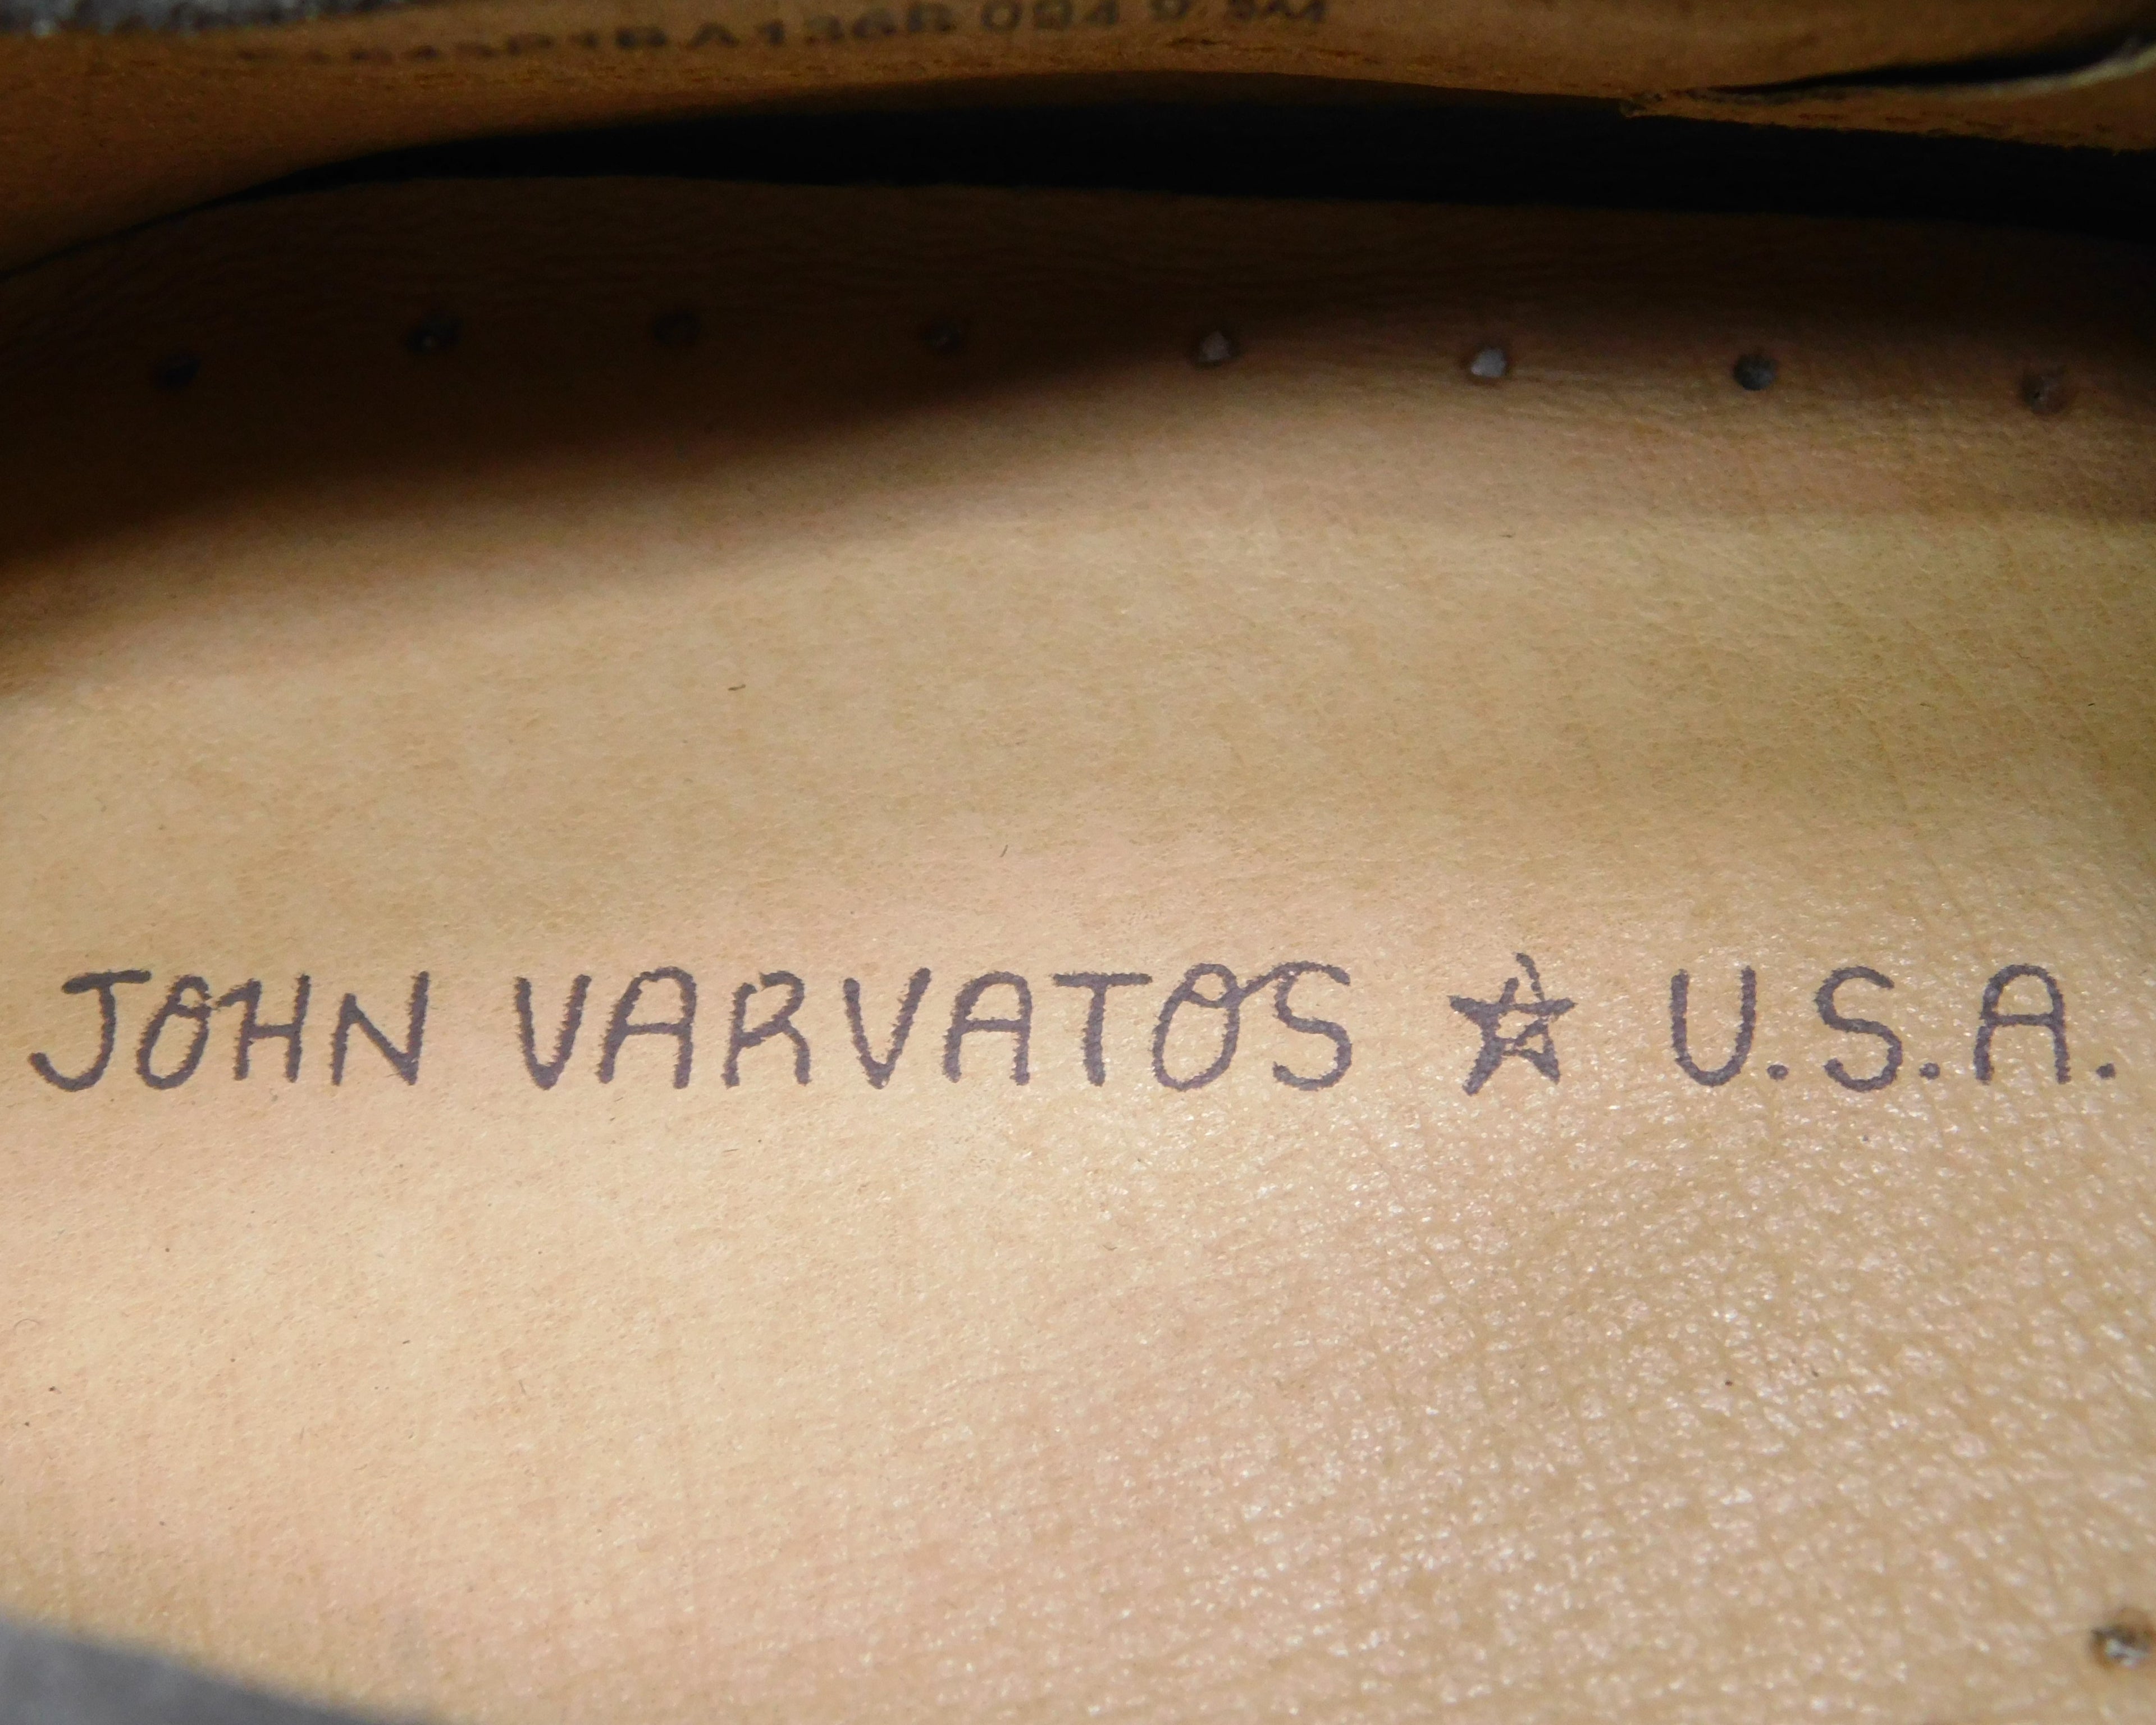 JOHN VARVATOS ☆ U.S.A.